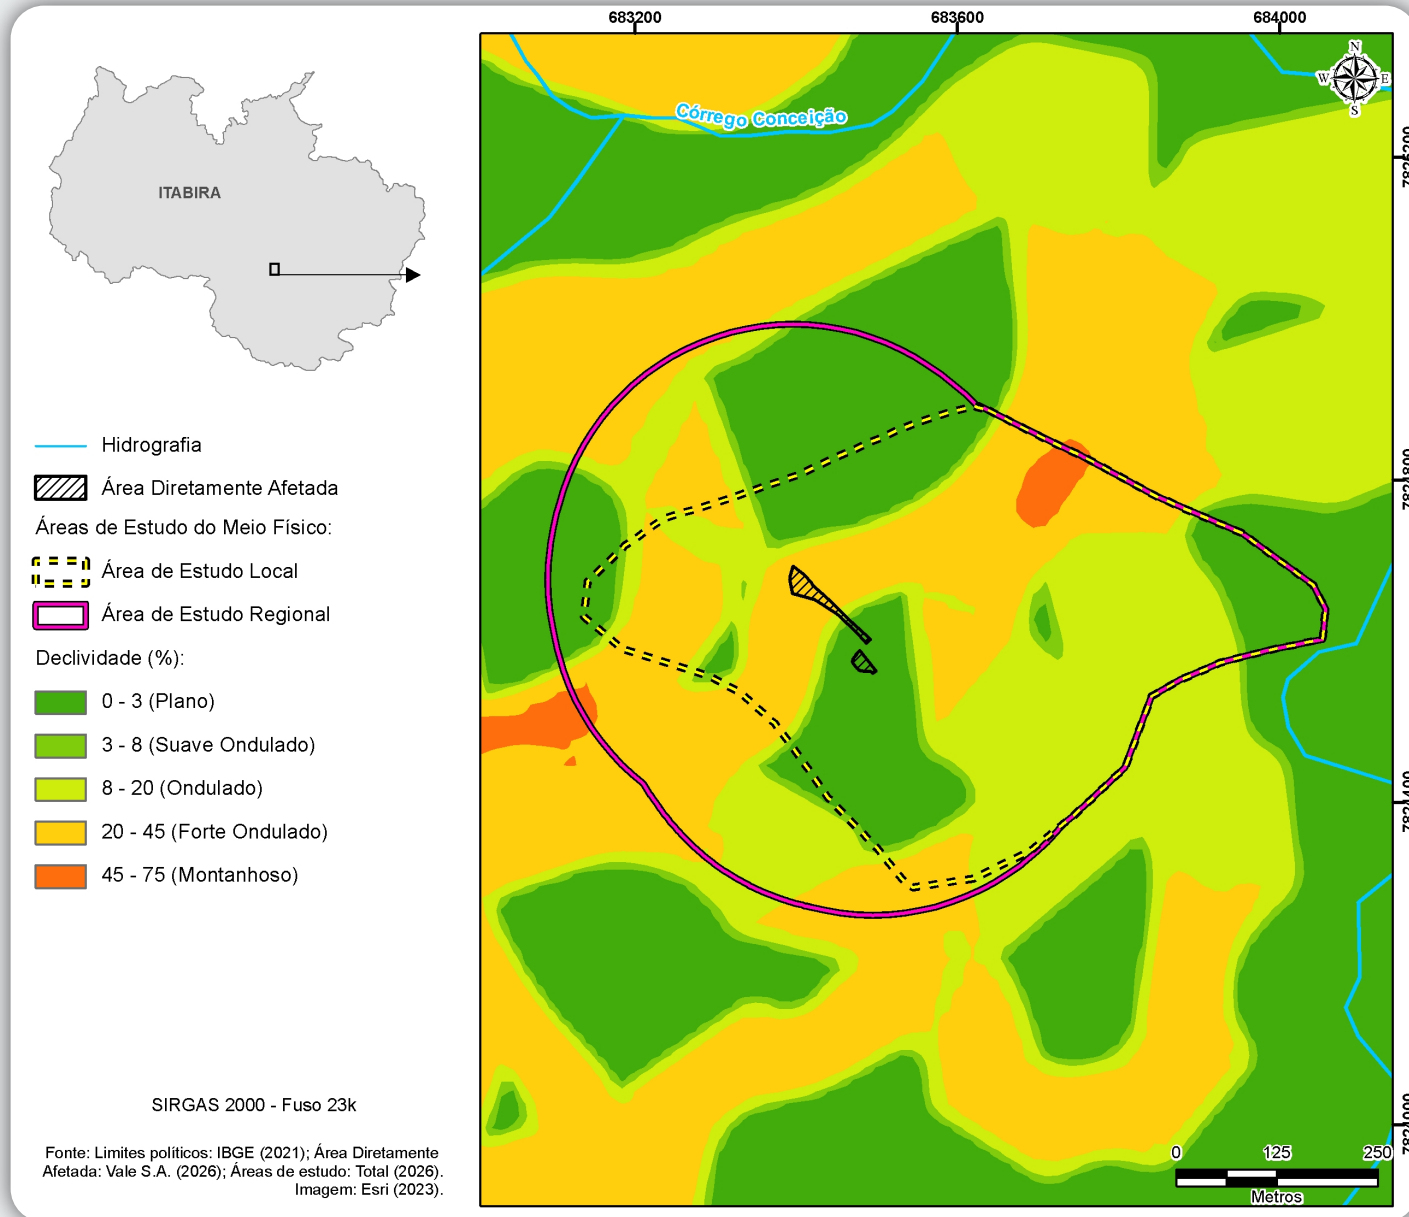 683200
683600
684000
N
W
E
S
Córrego Conceição
ITABIRA
Hidrografia
Área Diretamente Afetada
Áreas de Estudo do Meio Físico:
Área de Estudo Local
Área de Estudo Regional
Declividade (%):
0 - 3 (Plano)
3 - 8 (Suave Ondulado)
8 - 20 (Ondulado)
20 - 45 (Forte Ondulado)
45 - 75 (Montanhoso)
SIRGAS 2000 - Fuso 23k
Fonte: Limites políticos: IBGE (2021); Área Diretamente
Afetada: Vale S.A. (2026); Áreas de estudo: Total (2026).
Imagem: Esri (2023).
0
125
250
Metros